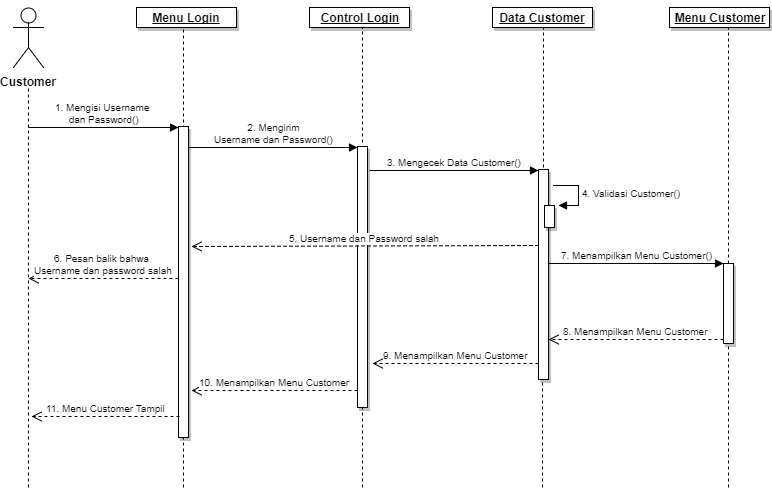 Menu Login
Control Login
Data Customer
Menu Customer
Customer
1. Mengisi Username
dan Password()
2. Mengirim
Username dan Password()
3. Mengecek Data Customer()
4. Validasi Customer()
5. Username dan Password salah
6. Pesan balik bahwa
Username dan password salah
7. Menampilkan Menu Customer()
8. Menampilkan Menu Customer
9. Menampilkan Menu Customer
10. Menampilkan Menu Customer
11. Menu Customer Tampil